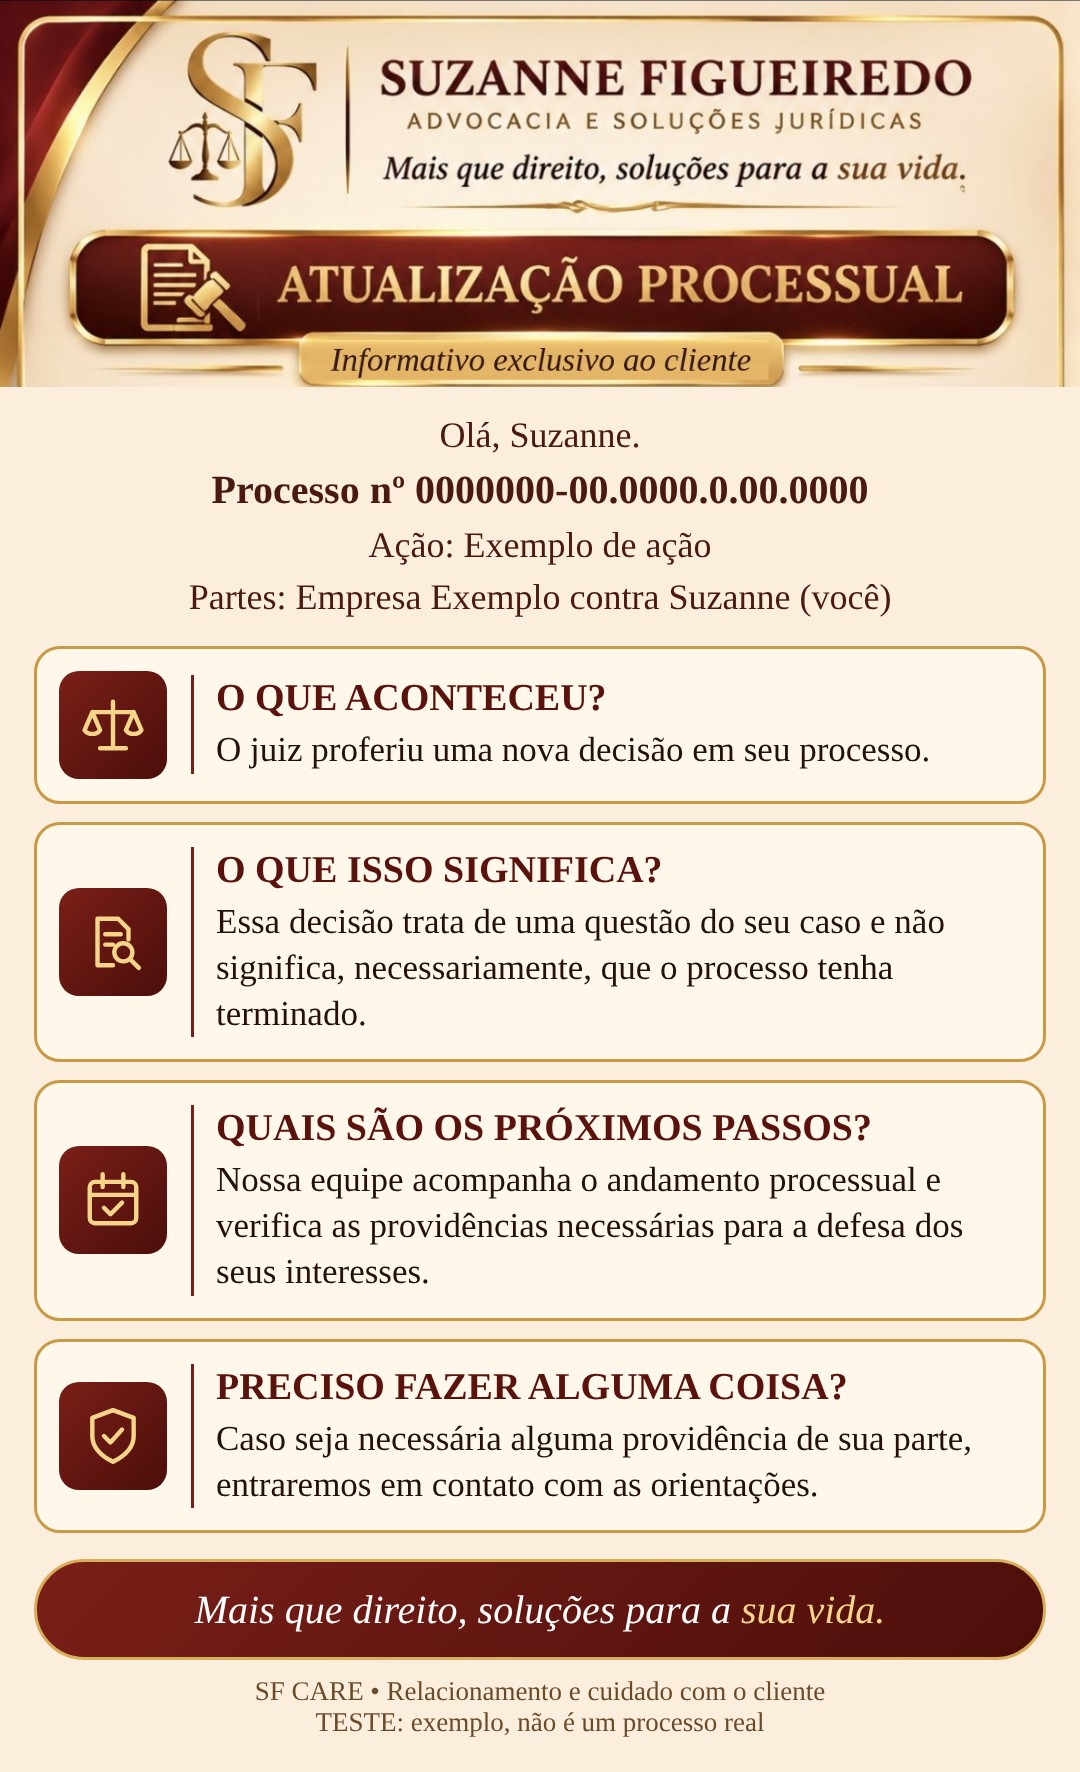 SF
SUZANNE FIGUEIREDO
ADVOCACIA E SOLUÇÕES JURÍDICAS
Mais que direito, soluções para a sua vida.
ATUALIZAÇÃO PROCESSUAL
Informativo exclusivo ao cliente
Olá, Suzanne.
Processo nº 0000000-00.0000.0.00.0000
Ação: Exemplo de ação
Partes: Empresa Exemplo contra Suzanne (você)
O QUE ACONTECEU?
O juiz proferiu uma nova decisão em seu processo.
O QUE ISSO SIGNIFICA?
Essa decisão trata de uma questão do seu caso e não
significa, necessariamente, que o processo tenha
terminado.
QUAIS SÃO OS PRÓXIMOS PASSOS?
Nossa equipe acompanha o andamento processual e
verifica as providências necessárias para a defesa dos
seus interesses.
PRECISO FAZER ALGUMA COISA?
Caso seja necessária alguma providência de sua parte,
entraremos em contato com as orientações.
Mais que direito, soluções para a sua vida.
SF CARE • Relacionamento e cuidado com o cliente
TESTE: exemplo, não é um processo real